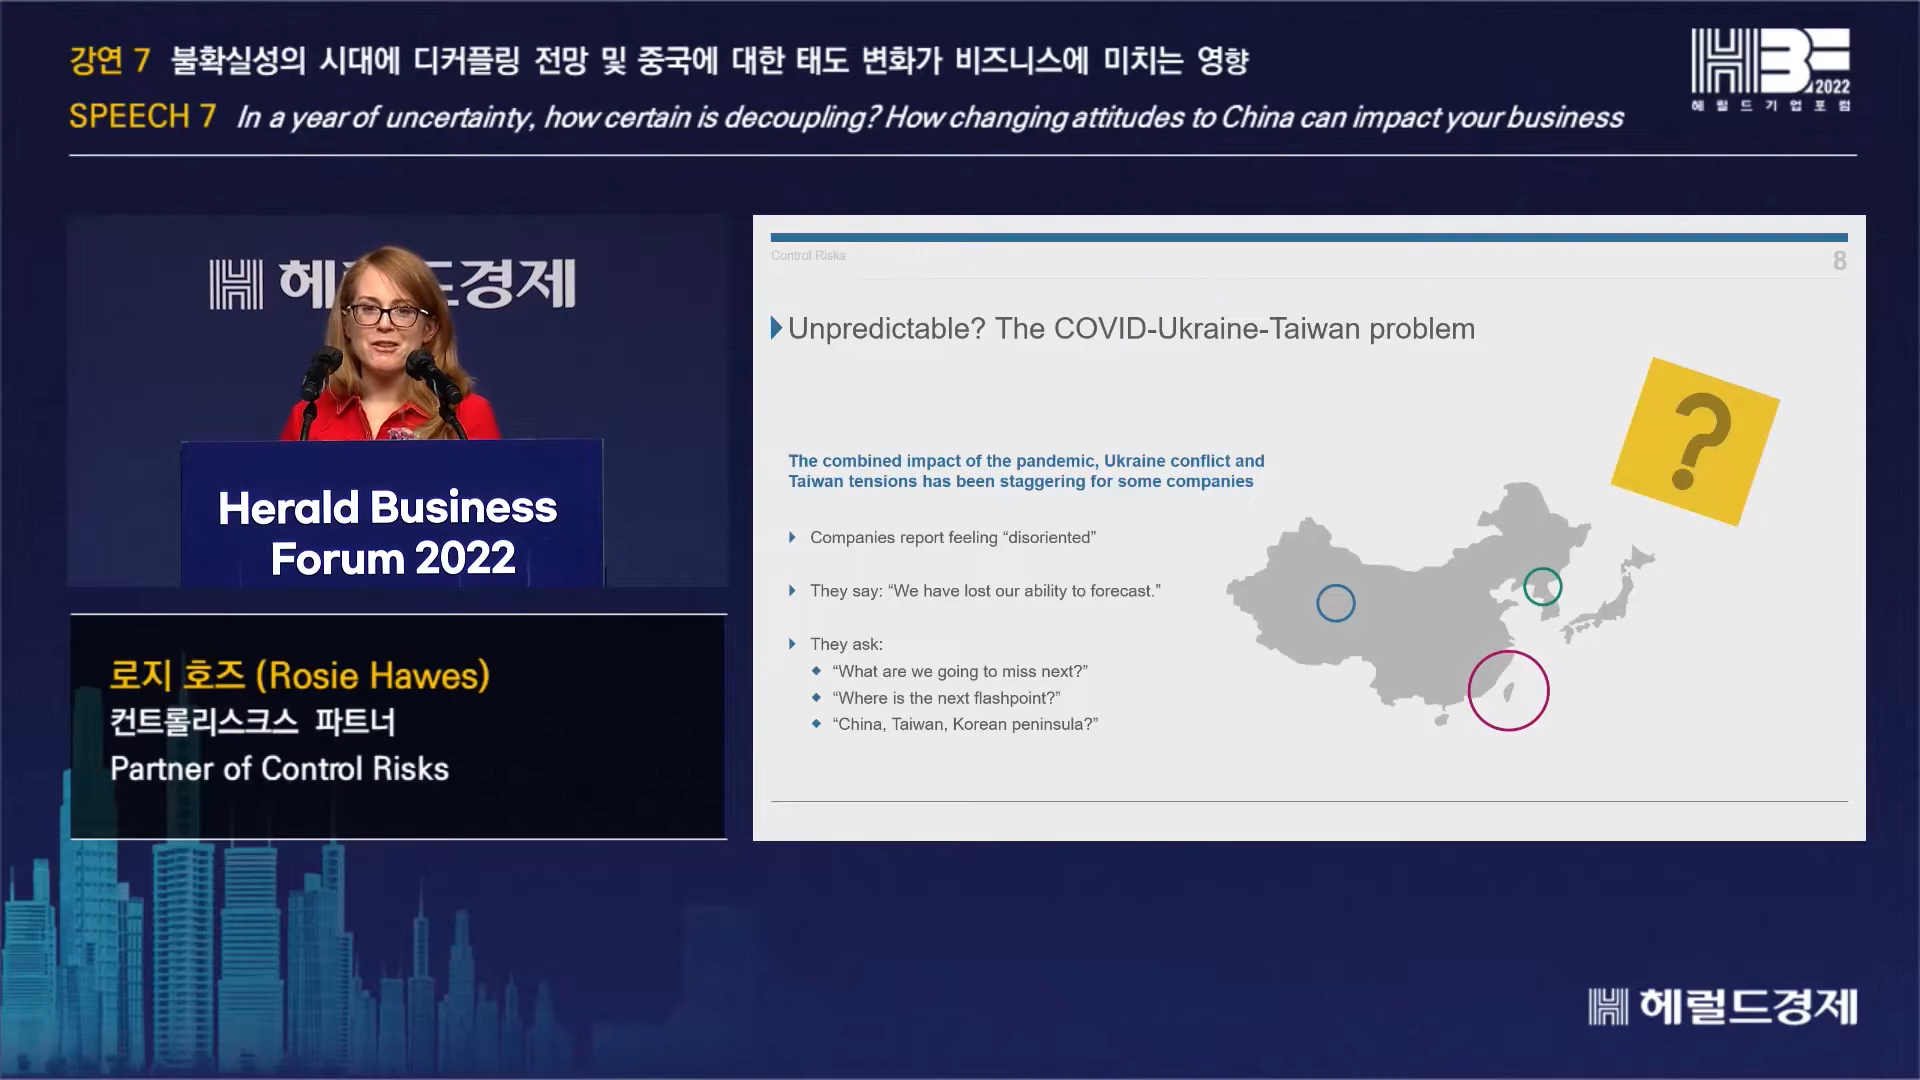 강연 7 불확실성의 시대에 디커플링 전망 및 중국에 대한 태도 변화가 비즈니스에 미치는 영향
SPEECH 7 In a year of uncertainty, how certain is decoupling? How changing attitudes to China can impact your business
HBF 2022
헤럴드기업포럼
헤 드경제
Herald Business
Forum 2022
로지 호즈 (Rosie Hawes)
컨트롤리스크스 파트너
Partner of Control Risks
Control Risks
8
Unpredictable? The COVID-Ukraine-Taiwan problem
?
The combined impact of the pandemic, Ukraine conflict and
Taiwan tensions has been staggering for some companies
Companies report feeling “disoriented”
They say: “We have lost our ability to forecast.”
They ask:
“What are we going to miss next?”
“Where is the next flashpoint?”
“China, Taiwan, Korean peninsula?”
헤럴드경제